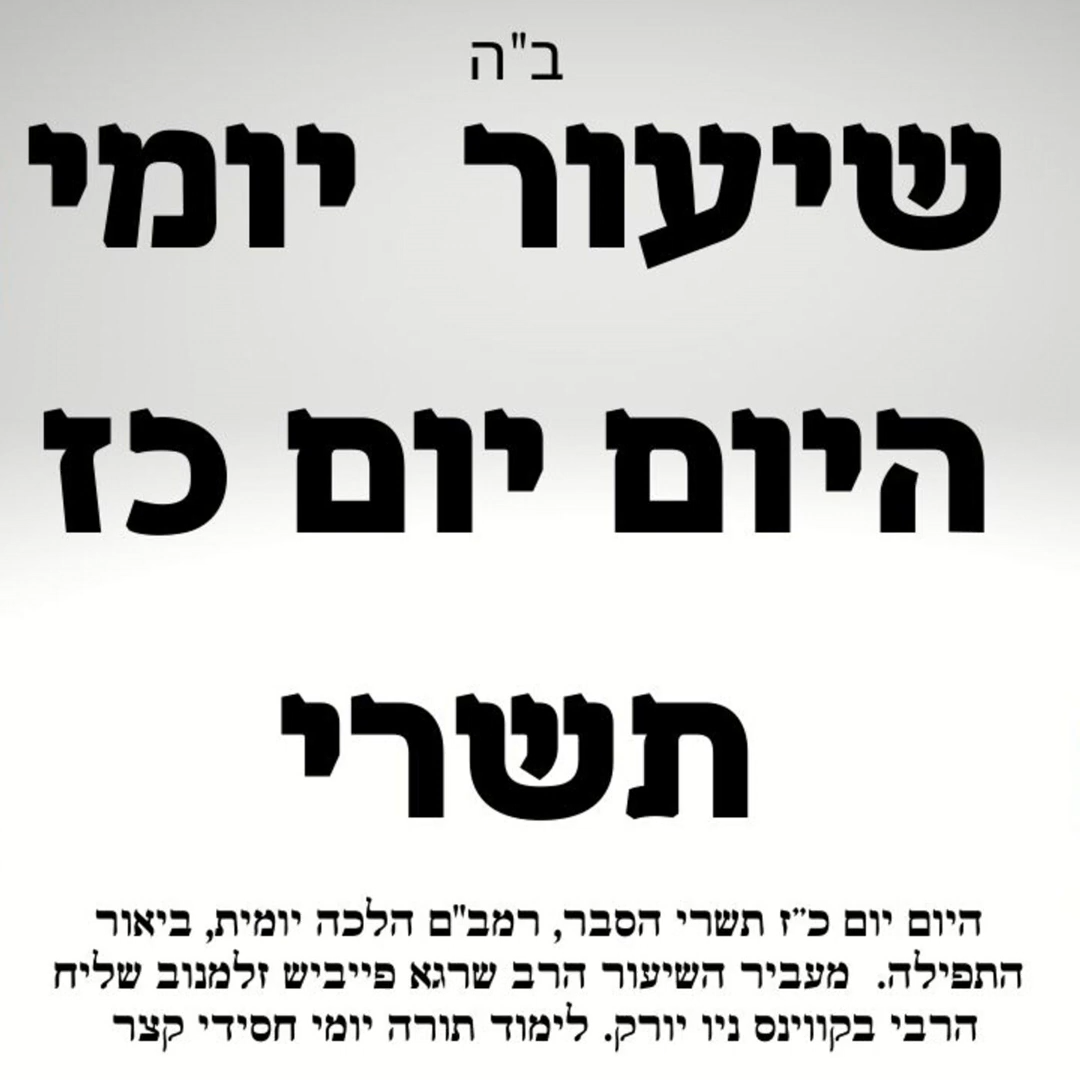 ב"ה
שיעור יומי
היום יום כז
תשרי
היום יום כ״ז תשרי הסבר, רמב"ם הלכה יומית, ביאור
התפילה. מעביר השיעור הרב שרגא פייביש זלמנוב שליח
הרבי בקווינס ניו יורק. לימוד תורה יומי חסידי קצר